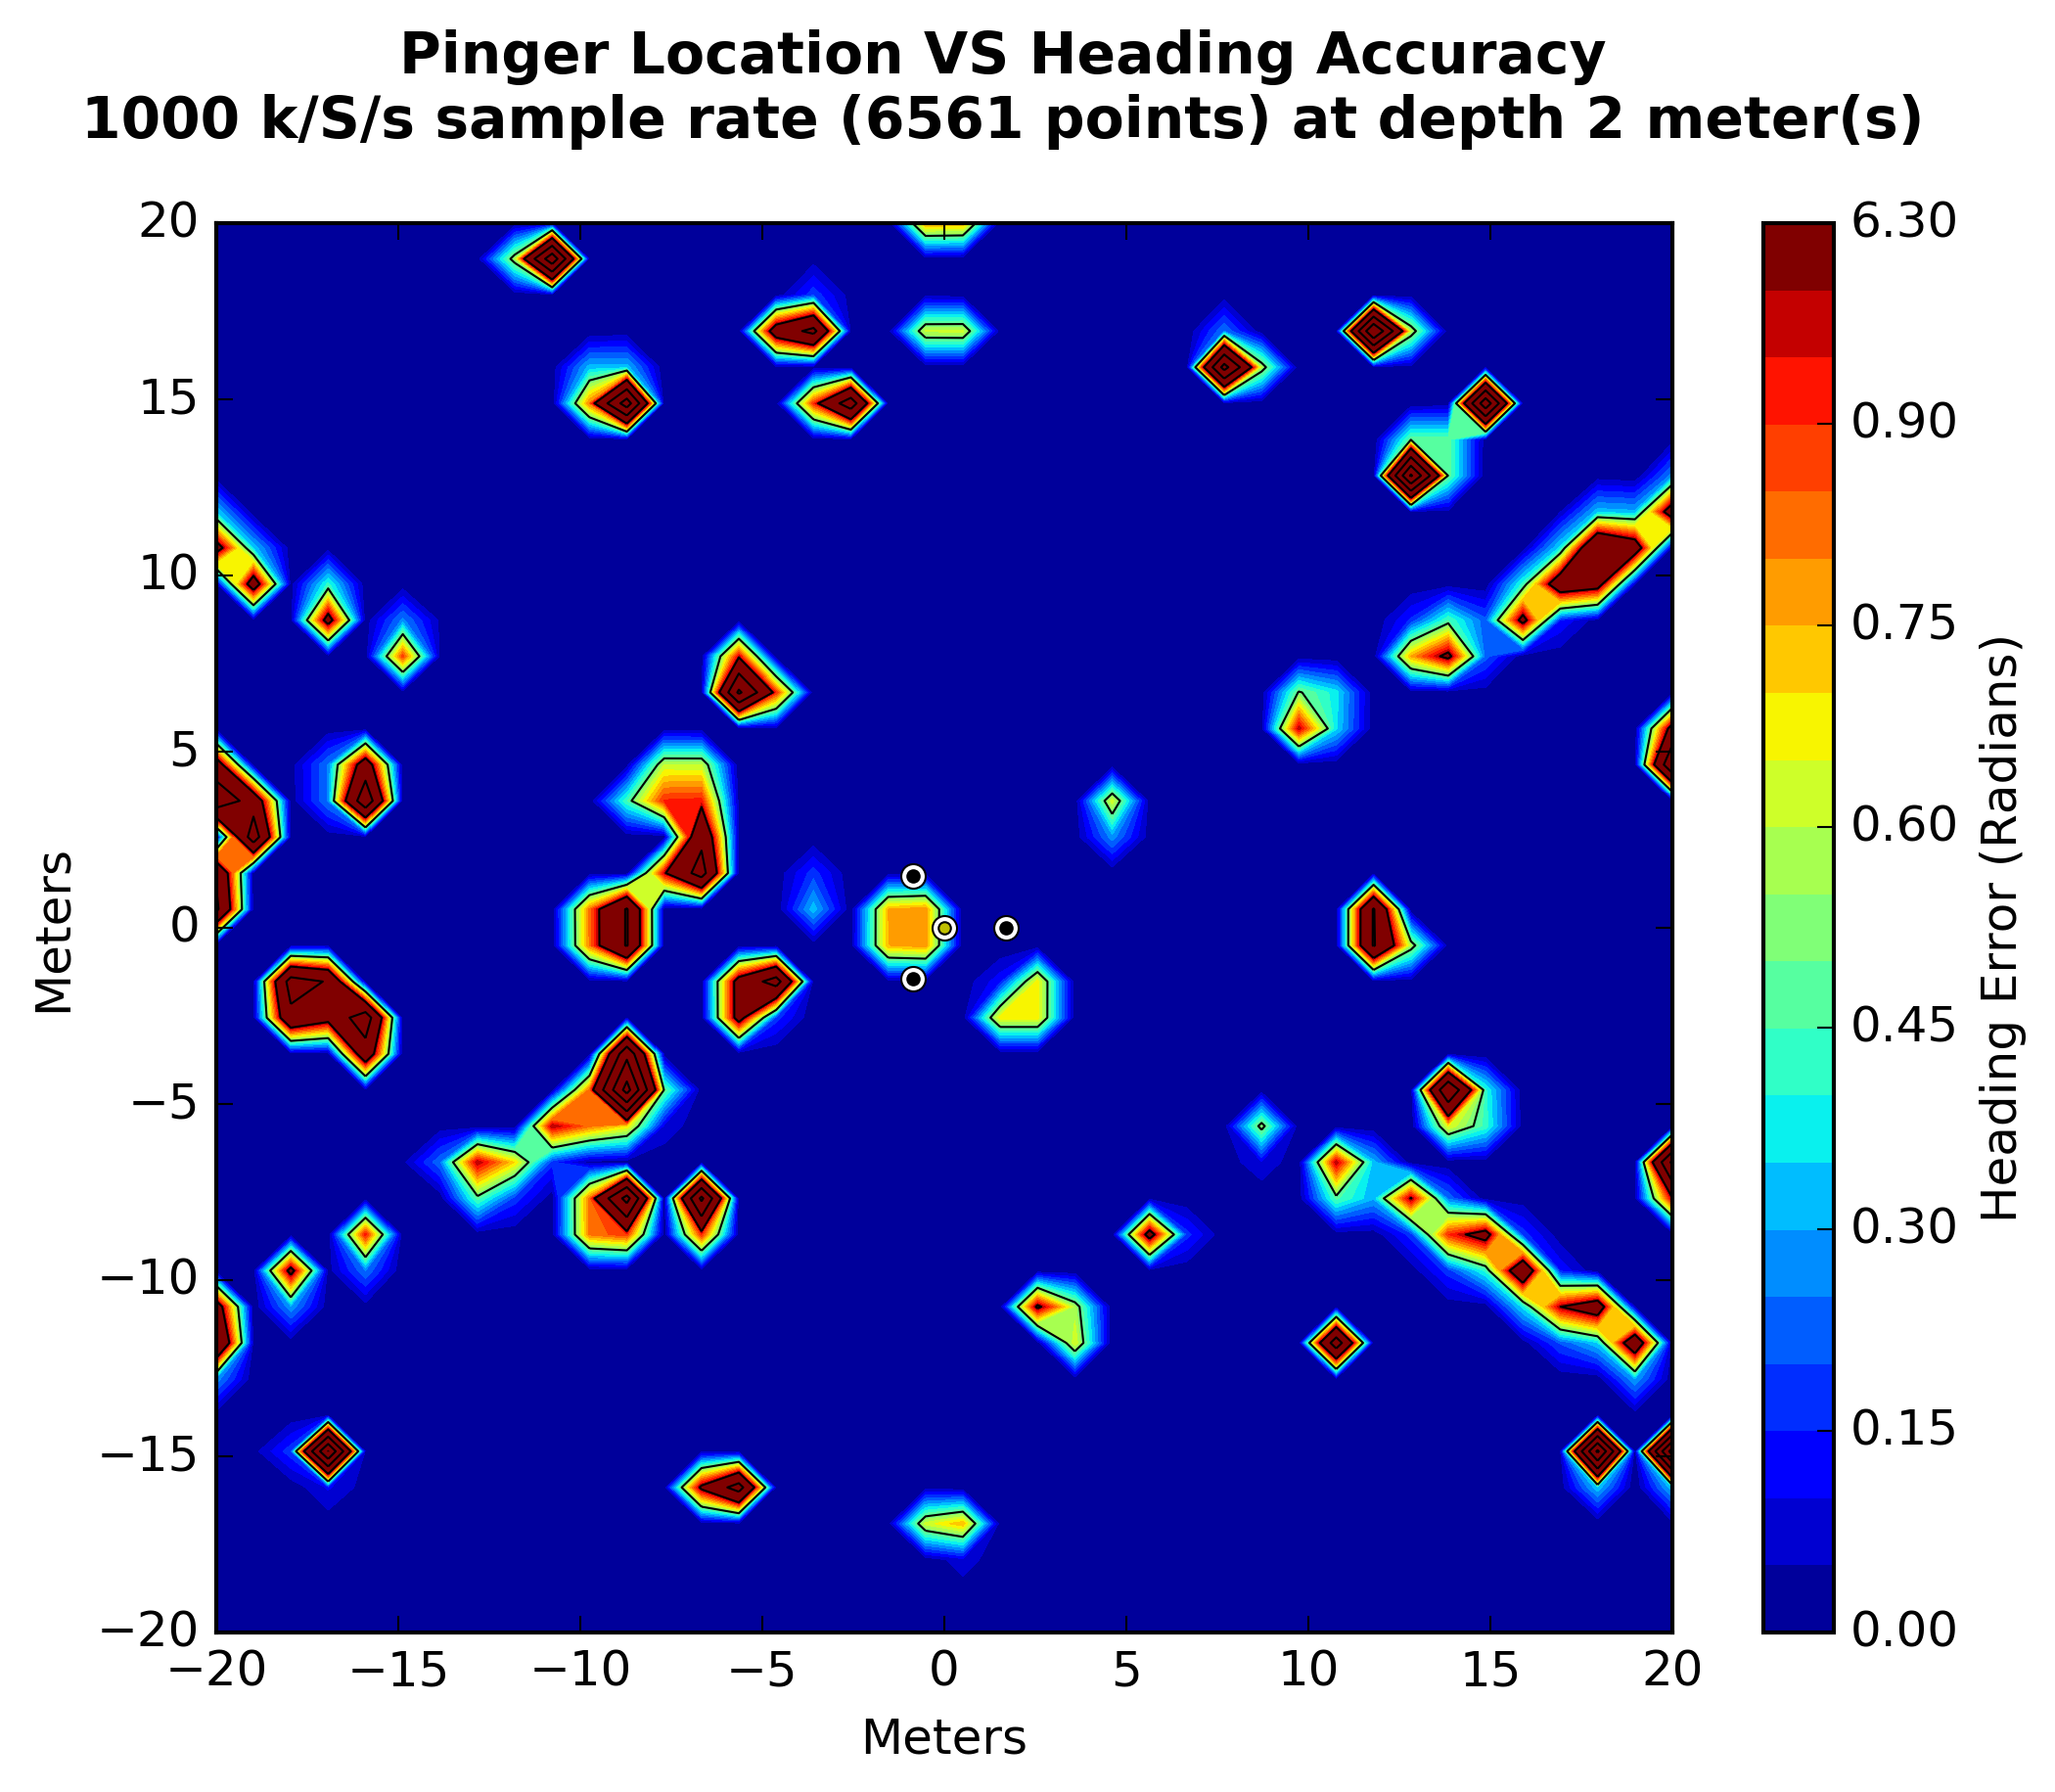 Pinger Location VS Heading Accuracy
1000 k/S/s sample rate (6561 points) at depth 2 meter(s)
20
15
10
5
0
−5
−10
−15
−20
Meters
−20 −15 −10 −5 0 5 10 15 20
Meters
6.30
0.90
0.75
0.60
0.45
0.30
0.15
0.00
Heading Error (Radians)